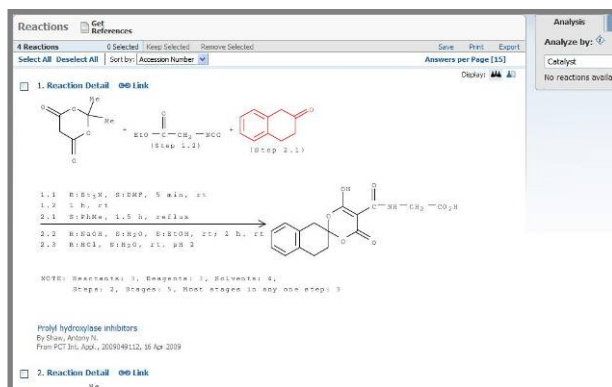 Reactions
Get
References
Analysis
4 Reactions 0 Selected Keep Selected Remove Selected Save Print Export
Analyze by:
Select All Deselect All Sort by: Accession Number Answers per Page [15]
Catalyst
Display:
No reactions availa
1. Reaction Detail Link
Me
O
O
Me
O
O
EtO C CH2 NCO
(Step 1.2)
O
(Step 2.1)
1.1 R:Et3N, S:DMF, 5 min, rt
1.2 1 h, rt
2.1 S:PhMe, 1.5 h, reflux
2.2 R:NaOH, S:H2O, S:EtOH, rt; 2 h, rt
2.3 R:HCl, S:H2O, rt, pH 2
OH
O
C NH CH2 CO2H
O
O
O
NOTE: Reactants: 3, Reagents: 3, Solvents: 4,
Steps: 2, Stages: 5, Most stages in any one step: 3
Prolyl hydroxylase inhibitors
By Shaw, Antony N.
From PCT Int. Appl., 2009049112, 16 Apr 2009
2. Reaction Detail Link
Me